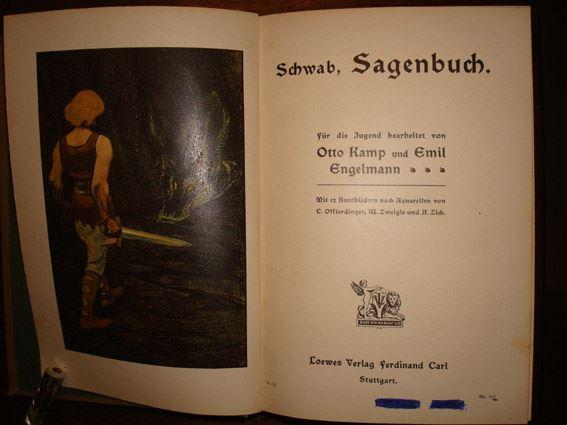 Schwab, Sagenbuch.
Für die Jugend bearbeitet von
Otto Kamp und Emil
Engelmann
Mit 12 Buntbildern nach Aquarellen von
C. Offterdinger, W. Zweigle und A. Zick.
Loewes Verlag Ferdinand Carl
Stuttgart.
Nr.